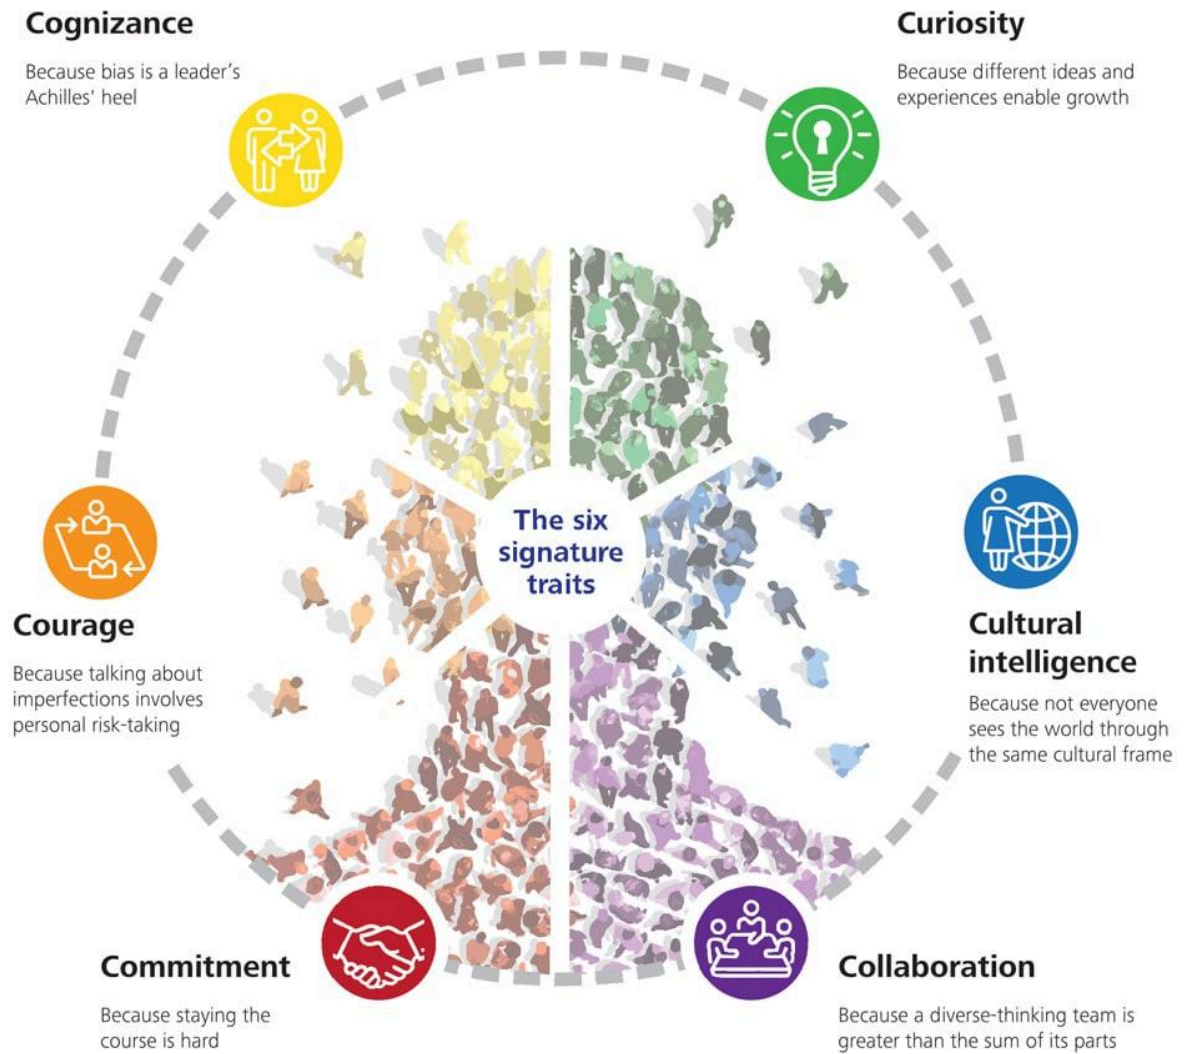 Cognizance
Because bias is a leader's
Achilles' heel
Curiosity
Because different ideas and
experiences enable growth
The six
signature
traits
Courage
Because talking about
imperfections involves
personal risk-taking
Cultural
intelligence
Because not everyone
sees the world through
the same cultural frame
Commitment
Because staying the
course is hard
Collaboration
Because a diverse-thinking team is
greater than the sum of its parts